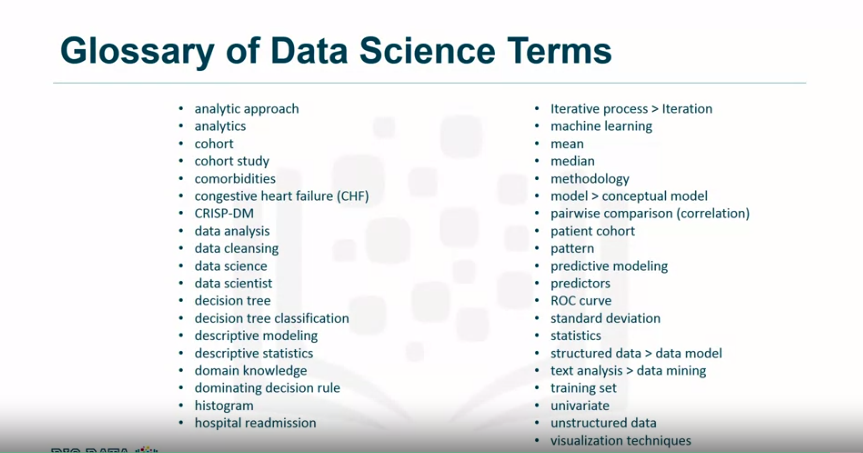 Glossary of Data Science Terms
• analytic approach
• analytics
• cohort
• cohort study
• comorbidities
• congestive heart failure (CHF)
• CRISP-DM
• data analysis
• data cleansing
• data science
• data scientist
• decision tree
• decision tree classification
• descriptive modeling
• descriptive statistics
• domain knowledge
• dominating decision rule
• histogram
• hospital readmission
• Iterative process > Iteration
• machine learning
• mean
• median
• methodology
• model > conceptual model
• pairwise comparison (correlation)
• patient cohort
• pattern
• predictive modeling
• predictors
• ROC curve
• standard deviation
• statistics
• structured data > data model
• text analysis > data mining
• training set
• univariate
• unstructured data
• visualization techniques
BIG DATA